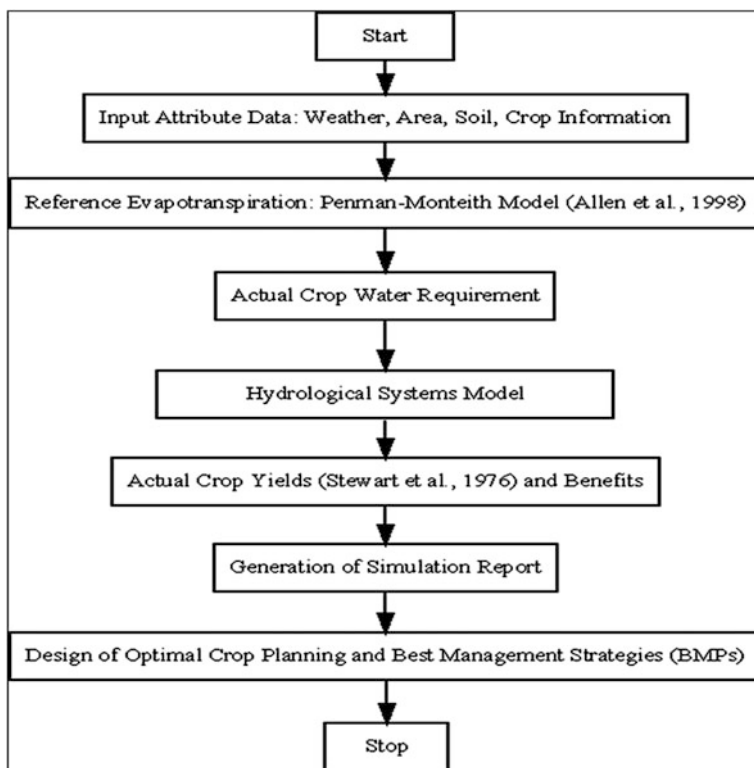 Start
Input Attribute Data: Weather, Area, Soil, Crop Information
Reference Evapotranspiration: Penman-Monteith Model (Allen et al., 1998)
Actual Crop Water Requirement
Hydrological Systems Model
Actual Crop Yields (Stewart et al., 1976) and Benefits
Generation of Simulation Report
Design of Optimal Crop Planning and Best Management Strategies (BMPs)
Stop